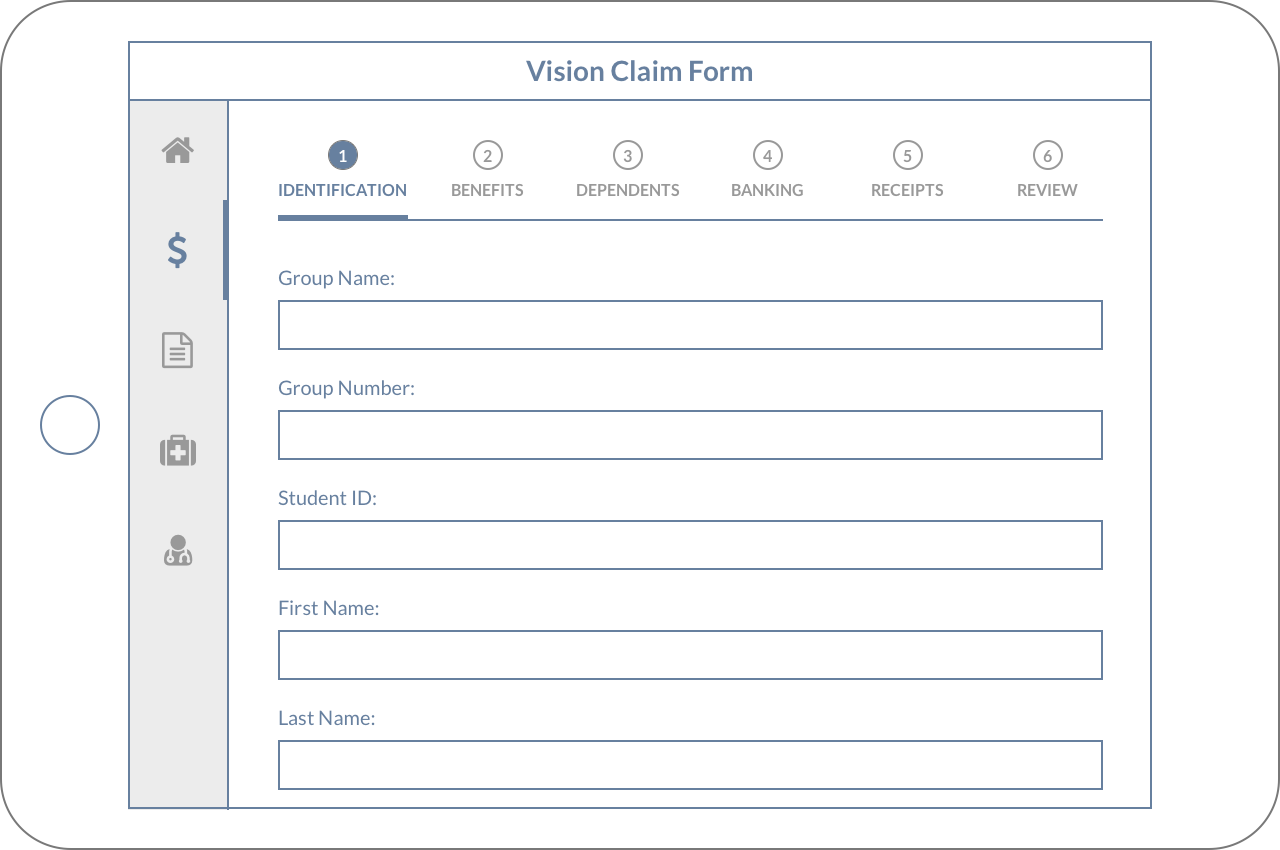 Vision Claim Form
1 2 3 4 5 6
IDENTIFICATION BENEFITS DEPENDENTS BANKING RECEIPTS REVIEW
$
Group Name:
Group Number:
Student ID:
First Name:
Last Name: